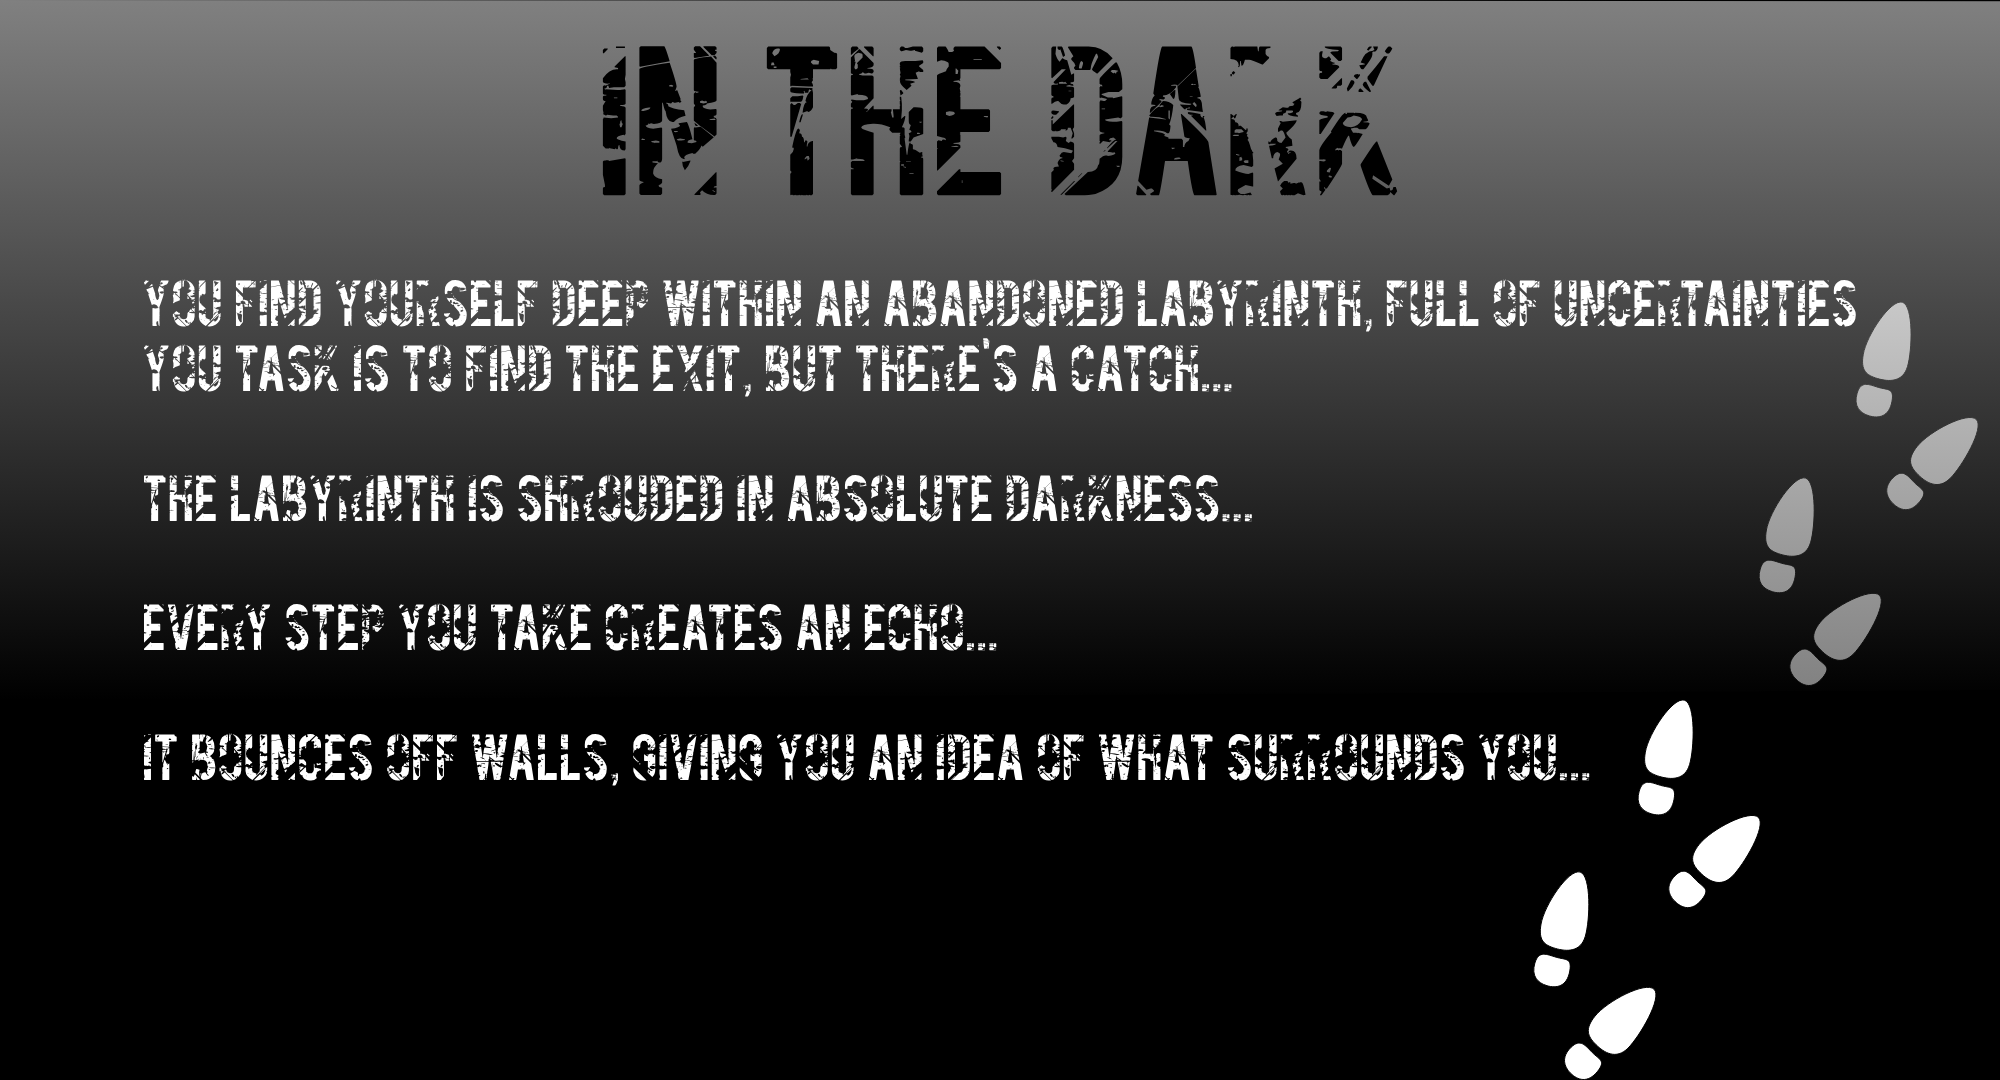 IN THE DARK
YOU FIND YOURSELF DEEP WITHIN AN ABANDONED LABYRINTH, FULL OF UNCERTAINTIES
YOU TASK IS TO FIND THE EXIT, BUT THERE'S A CATCH...
THE LABYRINTH IS SHROUDED IN ABSOLUTE DARKNESS...
EVERY STEP YOU TAKE CREATES AN ECHO...
IT BOUNCES OFF WALLS, GIVING YOU AN IDEA OF WHAT SURROUNDS YOU...